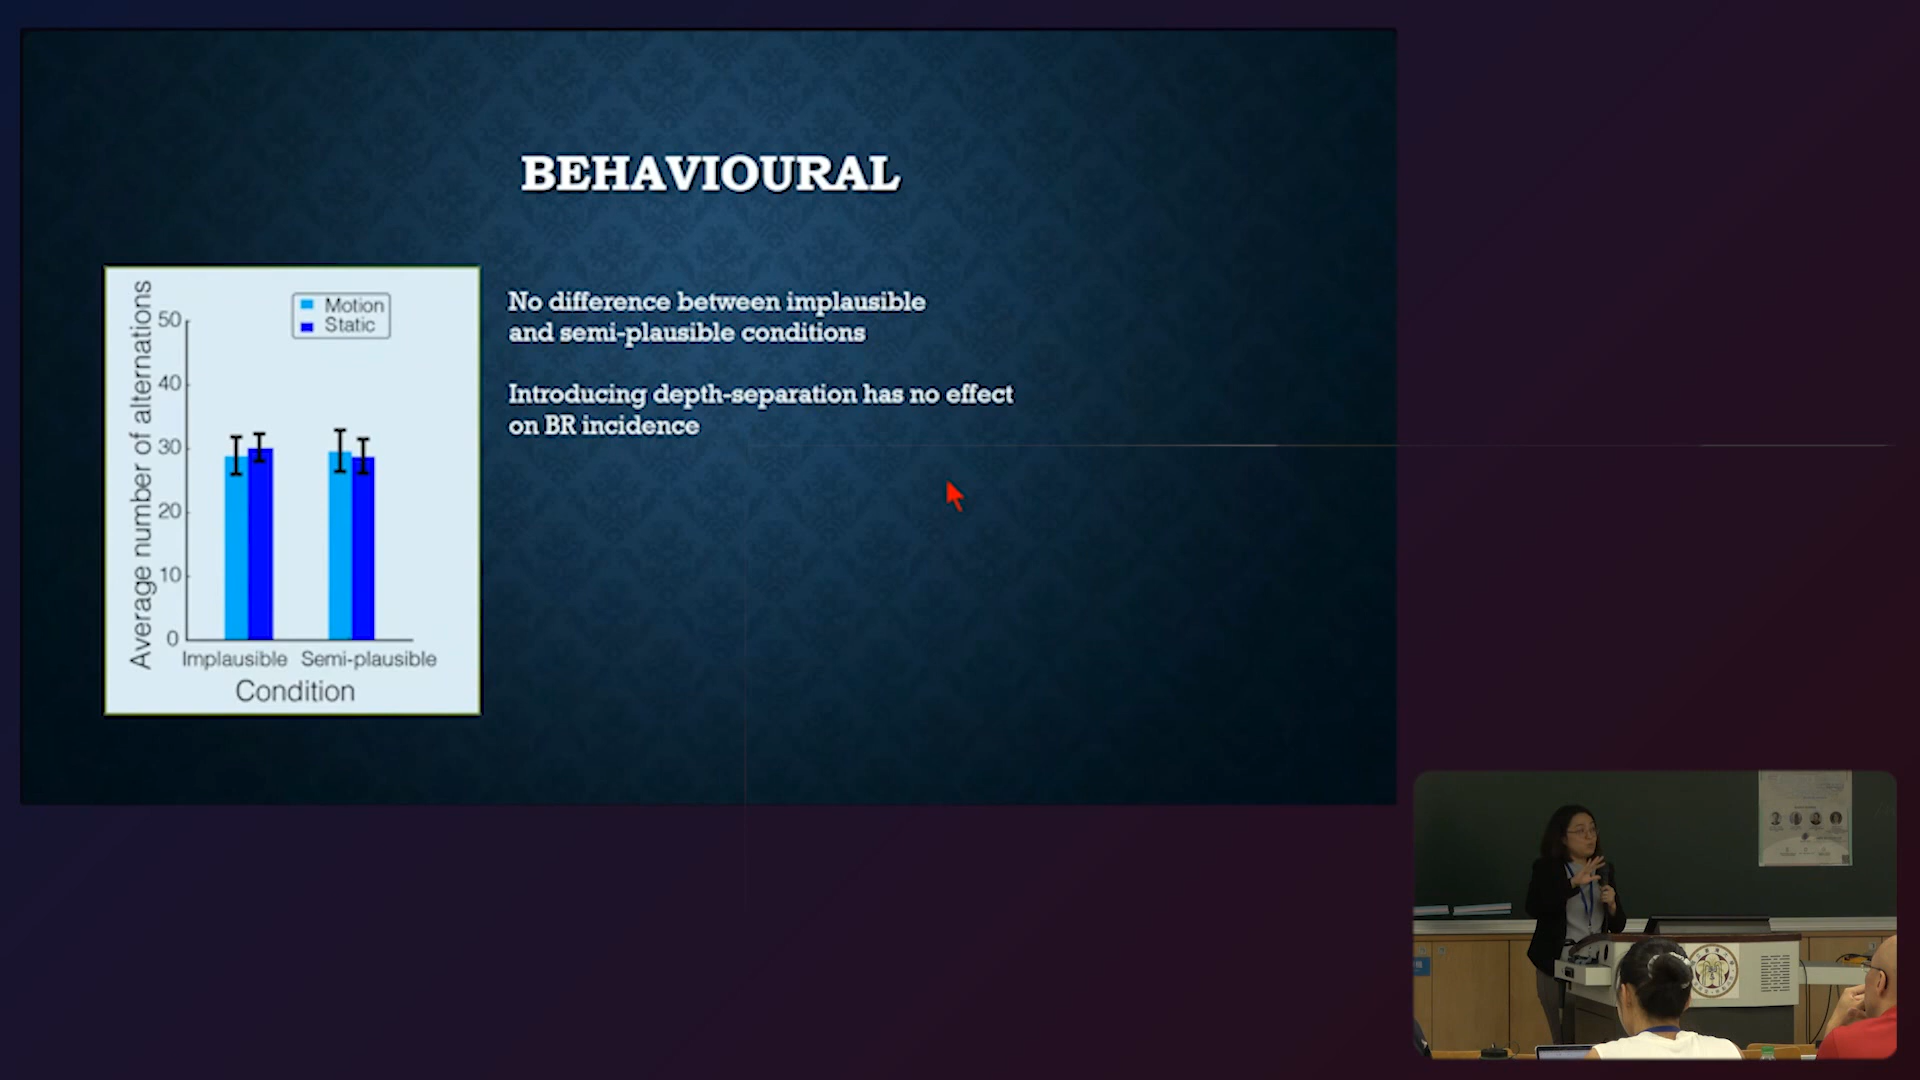 BEHAVIOURAL
Average number of alternations
50
40
30
20
10
0
Motion
Static
Implausible Semi-plausible
Condition
No difference between implausible
and semi-plausible conditions
Introducing depth-separation has no effect
on BR incidence